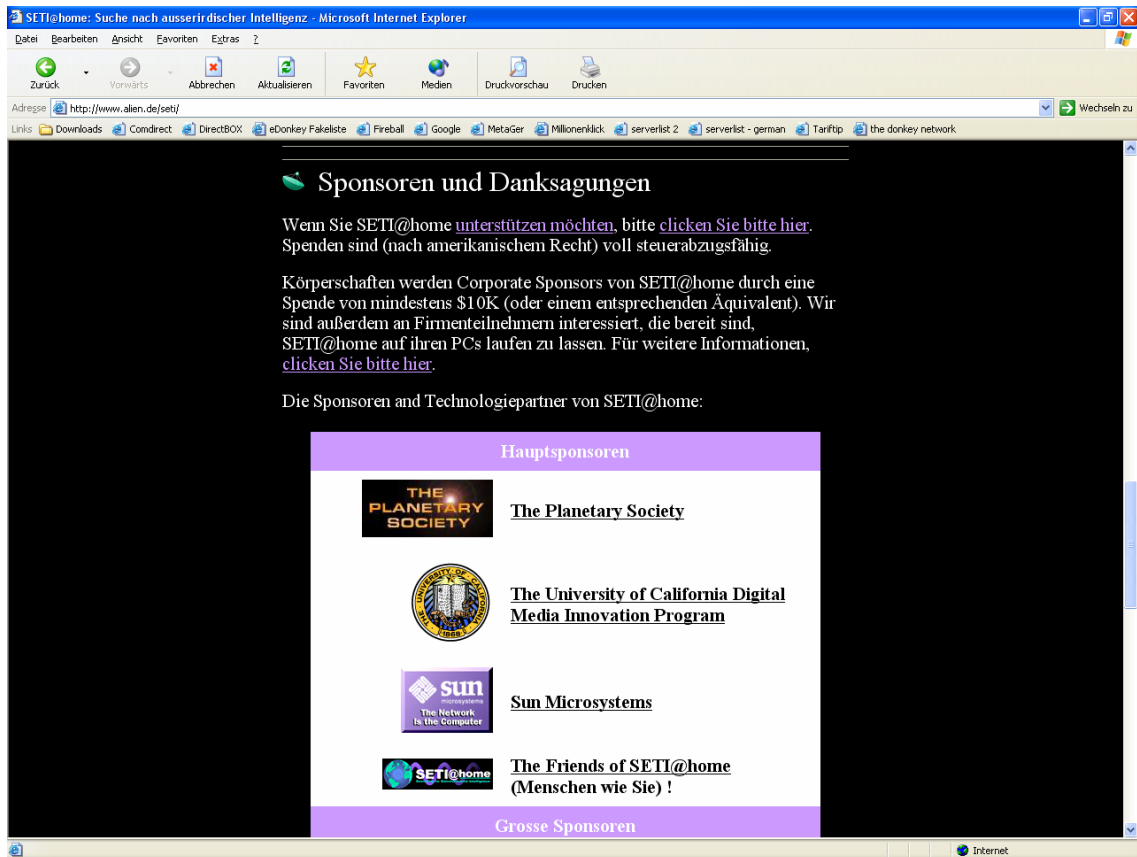 SETI@home: Suche nach ausserirdischer Intelligenz - Microsoft Internet Explorer
Datei Bearbeiten Ansicht Favoriten Extras ?
Zurück Vorwärts Abbrechen Aktualisieren Favoriten Medien Druckvorschau Drucken
Adresse http://www.alien.de/seti/ Wechseln zu
Links Downloads Comdirect DirectBOX eDonkey Fakeliste Fireball Google MetaGer Millionenklick serverlist 2 serverlist - german Tariftip the donkey network
Sponsoren und Danksagungen
Wenn Sie SETI@home unterstützen möchten, bitte clicken Sie bitte hier.
Spenden sind (nach amerikanischem Recht) voll steuerabzugsfähig.
Körperschaften werden Corporate Sponsors von SETI@home durch eine
Spende von mindestens $10K (oder einem entsprechenden Äquivalent). Wir
sind außerdem an Firmenteilnehmern interessiert, die bereit sind,
SETI@home auf ihren PCs laufen zu lassen. Für weitere Informationen,
clicken Sie bitte hier.
Die Sponsoren and Technologiepartner von SETI@home:
Hauptsponsoren
THE
PLANETARY
SOCIETY
The Planetary Society
THE UNIVERSITY OF CALIFORNIA
1868
The University of California Digital
Media Innovation Program
sun
microsystems
The Network
Is the Computer
Sun Microsystems
SETI@home
The Friends of SETI@home
(Menschen wie Sie) !
Grosse Sponsoren
Internet